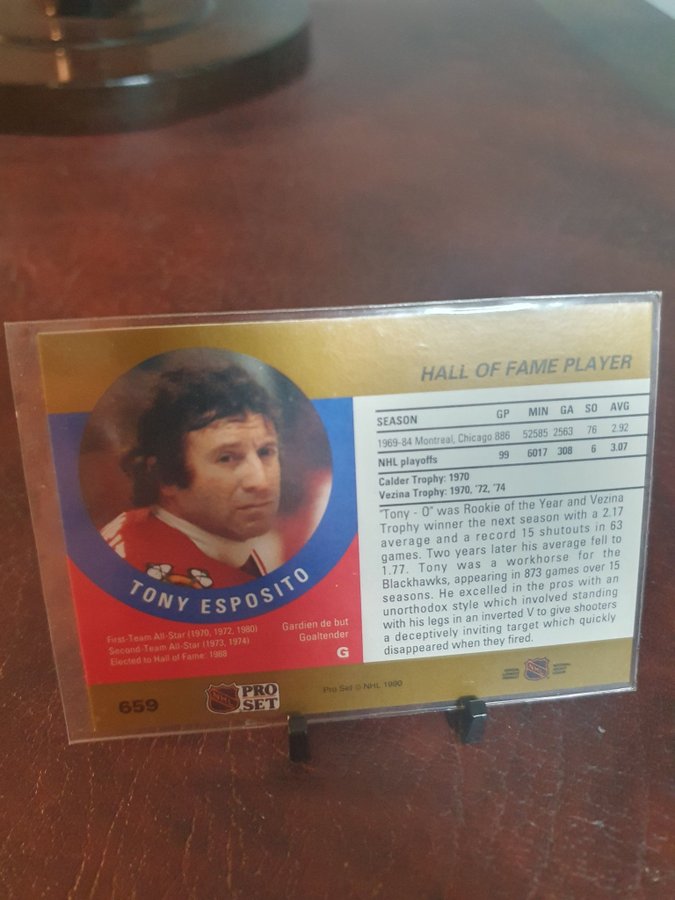 HALL OF FAME PLAYER
SEASON GP MIN GA SO AVG
1969-84 Montreal, Chicago 886 52585 2563 76 2.92
NHL playoffs 99 6017 308 6 3.07
Calder Trophy: 1970
Vezina Trophy: 1970, '72, '74
"Tony - O" was Rookie of the Year and Vezina
Trophy winner the next season with a 2.17
average and a record 15 shutouts in 63
games. Two years later his average fell to
1.77. Tony was a workhorse for the
Blackhawks, appearing in 873 games over 15
seasons. He excelled in the pros with an
unorthodox style which involved standing
with his legs in an inverted V to give shooters
a deceptively inviting target which quickly
disappeared when they fired.
TONY ESPOSITO
First-Team All-Star (1970, 1972, 1980)
Second-Team All-Star (1973, 1974)
Elected to Hall of Fame: 1988
Gardien de but
Goaltender
G
659
NHL
PRO
SET
Pro Set © NHL 1990
NHL